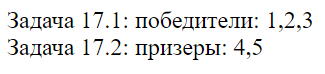 Задача 17.1: победители: 1,2,3
Задача 17.2: призеры: 4,5